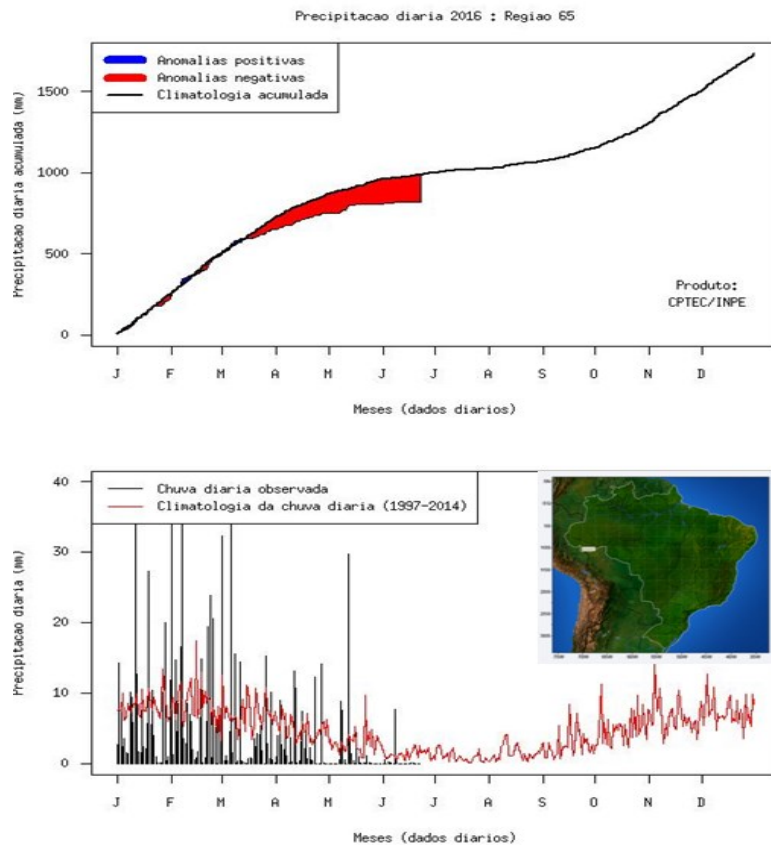 Precipitacao diaria 2016 : Regiao 65
Anomalias positivas
Anomalias negativas
Climatologia acumulada
Precipitacao diaria acumulada (mm)
1500
1000
500
0
Produto:
CPTEC/INPE
J F M A M J J A S O N D
Meses (dados diarios)
Chuva diaria observada
Climatologia da chuva diaria (1997-2014)
Precipitacao diaria (mm)
40
30
20
10
0
J F M A M J J A S O N D
Meses (dados diarios)